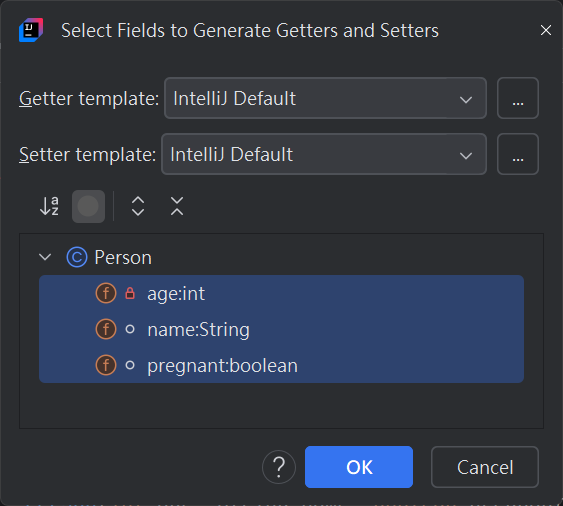 Select Fields to Generate Getters and Setters
Getter template: IntelliJ Default ...
Setter template: IntelliJ Default ...
Person
age:int
name:String
pregnant:boolean
? OK Cancel